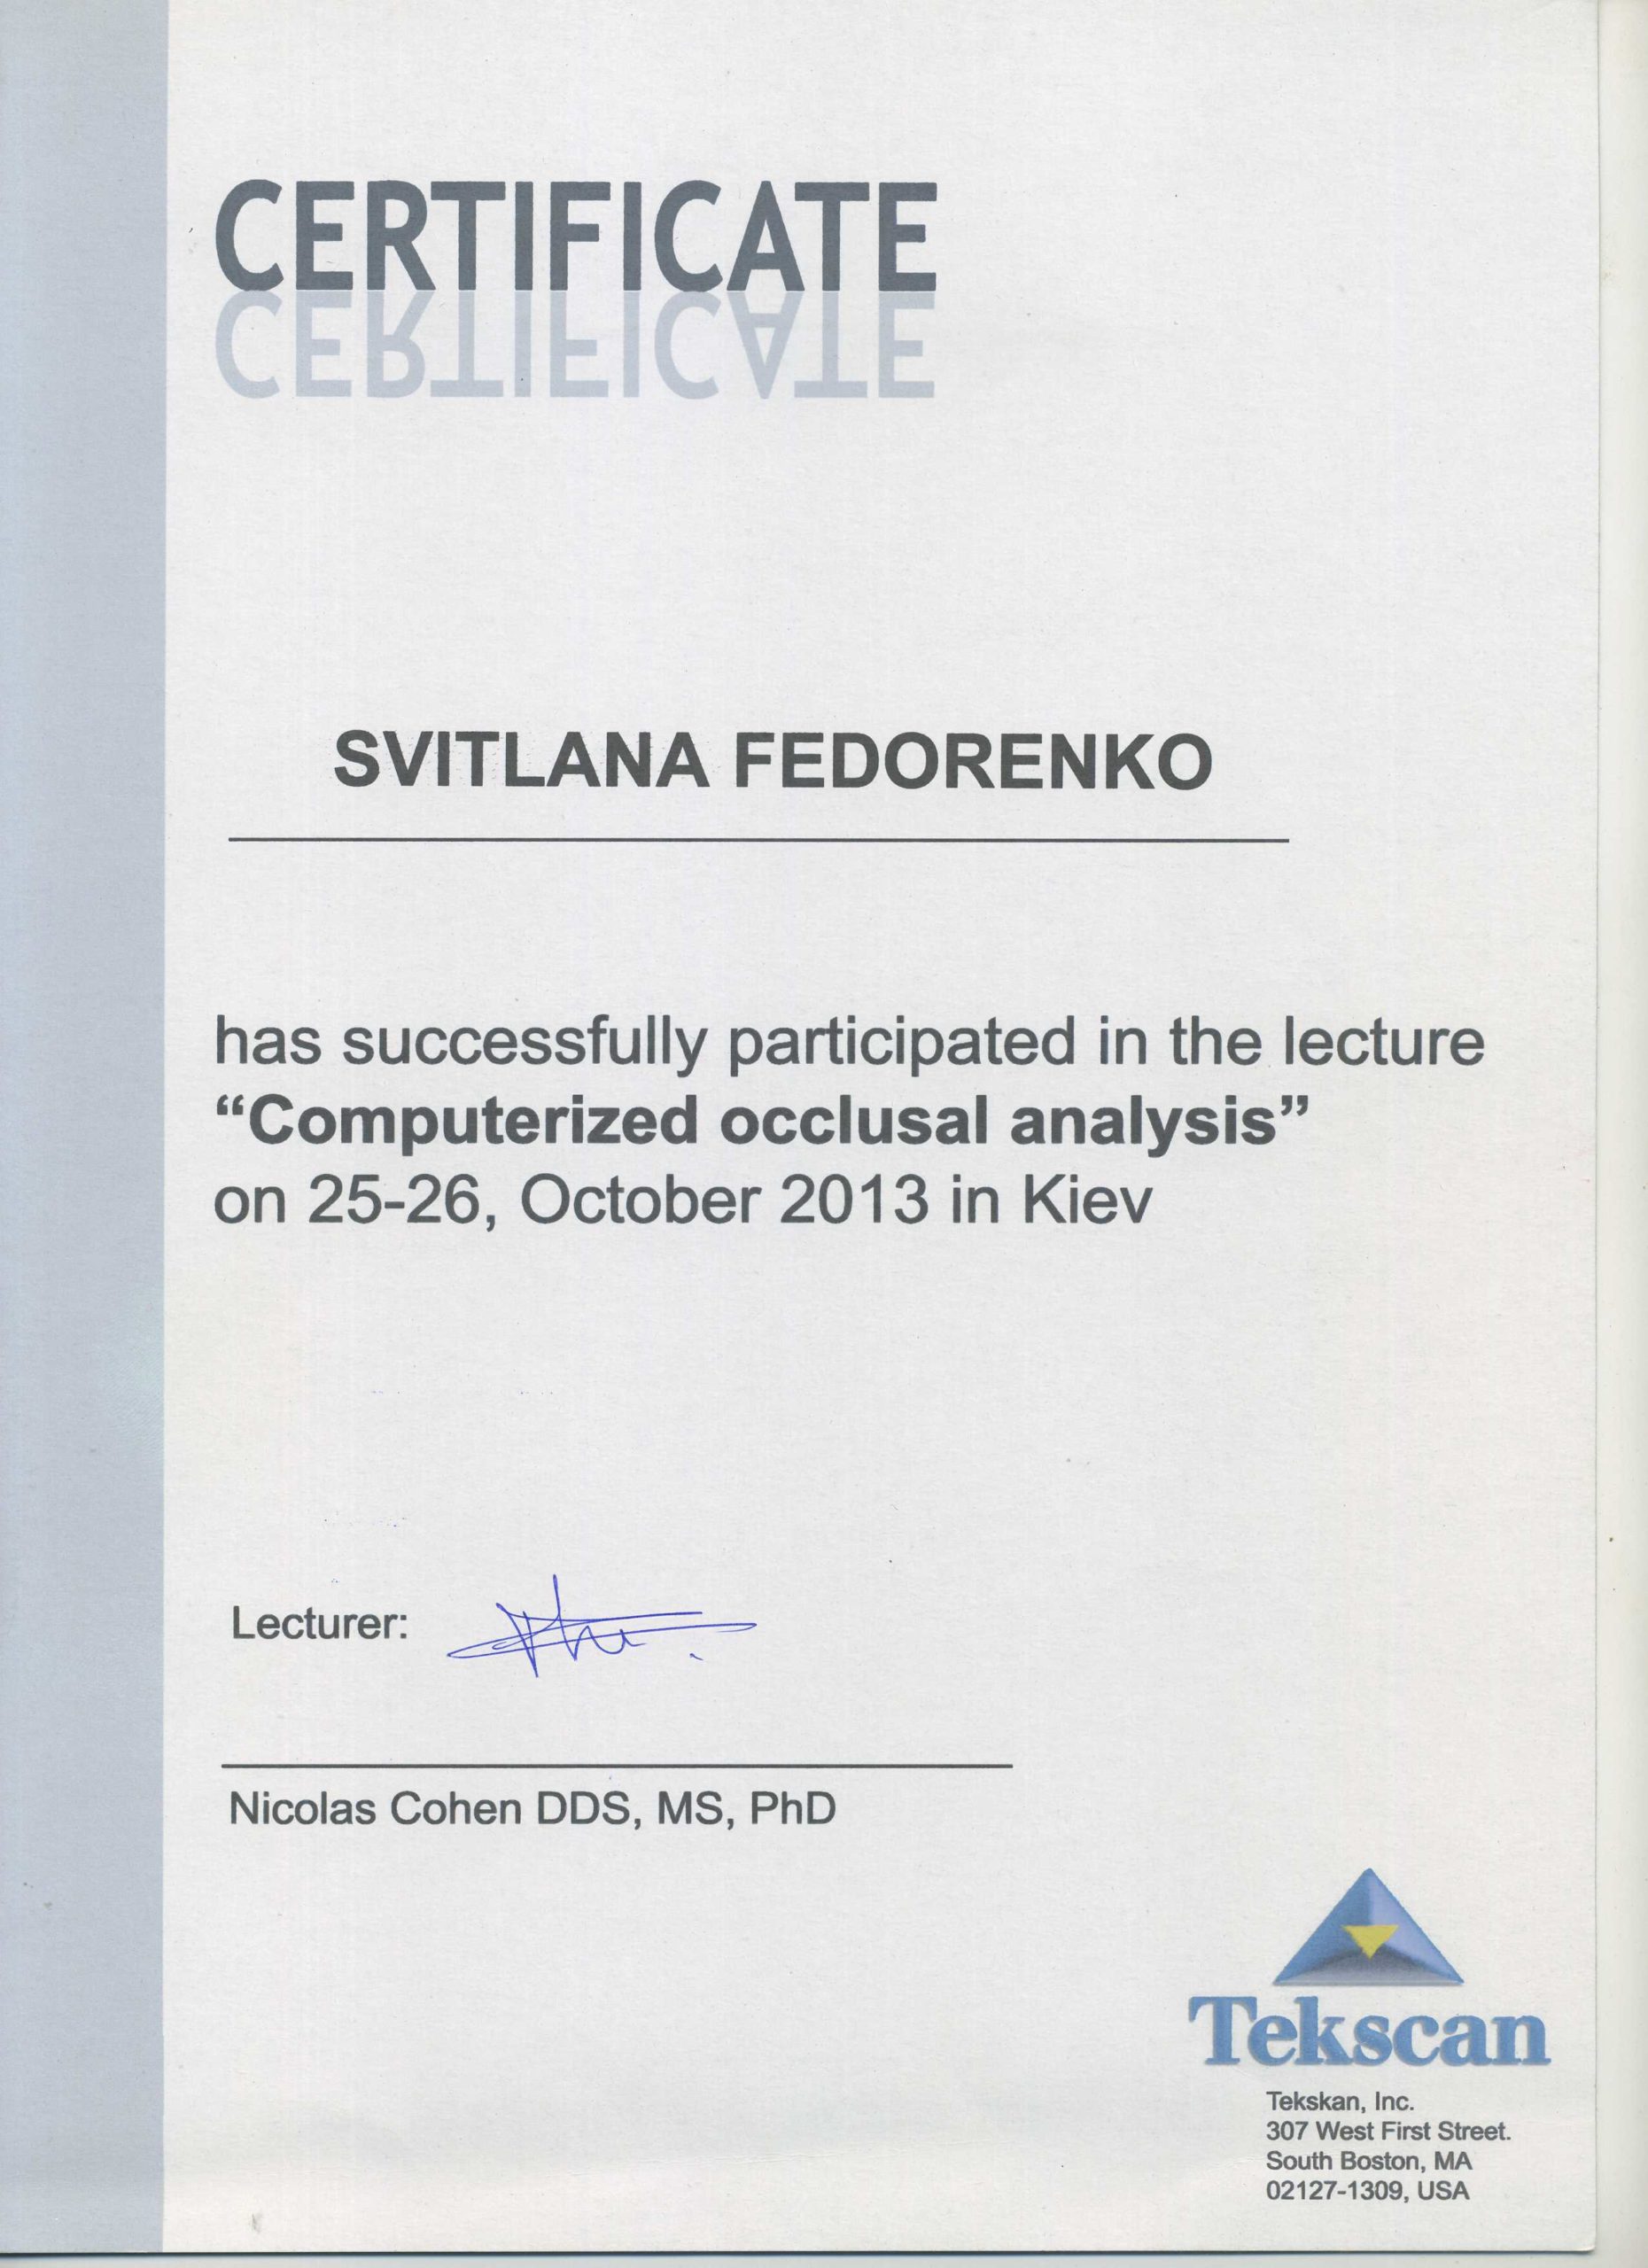 CERTIFICATE
SVITLANA FEDORENKO
has successfully participated in the lecture
“Computerized occlusal analysis”
on 25-26, October 2013 in Kiev
Lecturer:
Nicolas Cohen DDS, MS, PhD
Tekscan
Tekskan, Inc.
307 West First Street.
South Boston, MA
02127-1309, USA